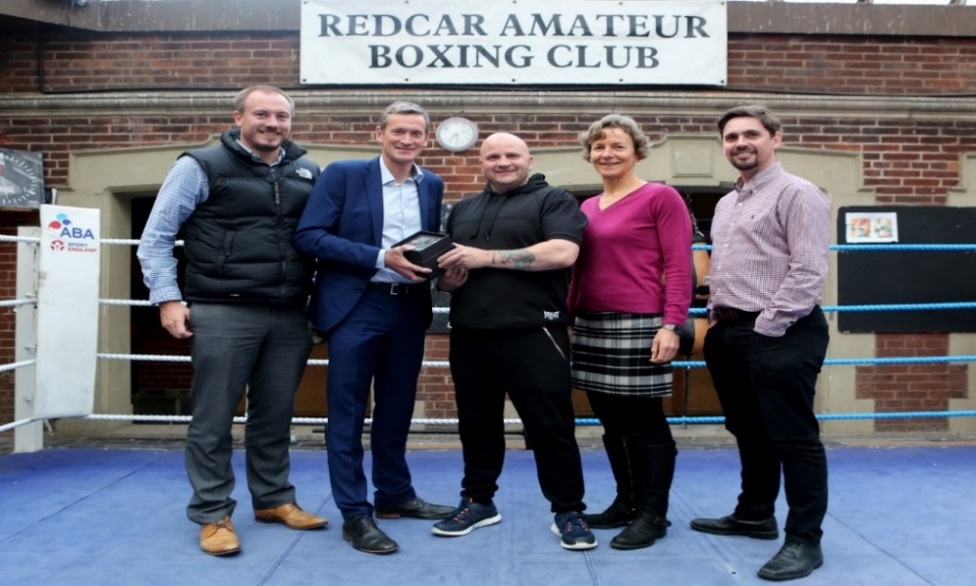 REDCAR AMATEUR
BOXING CLUB
ABA
SPORT
ENGLAND